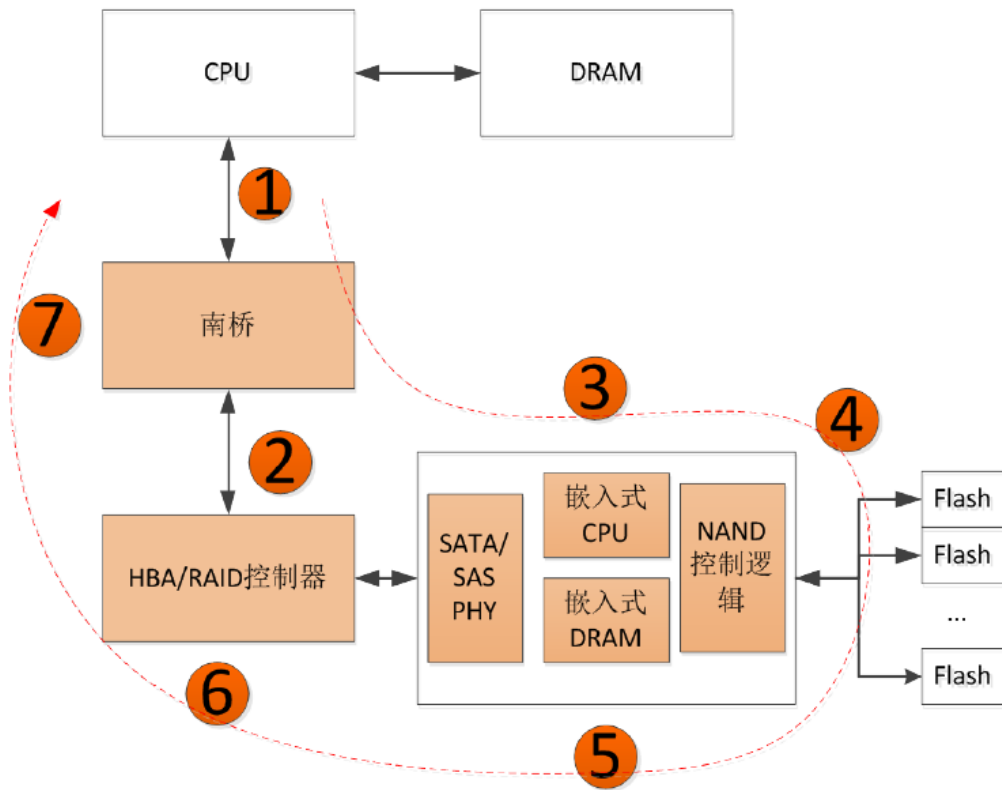 CPU
DRAM
1
南桥
7
3
4
2
HBA/RAID控制器
SATA/
SAS
PHY
嵌入式
CPU
嵌入式
DRAM
NAND
控制逻
辑
Flash
Flash
...
Flash
6
5